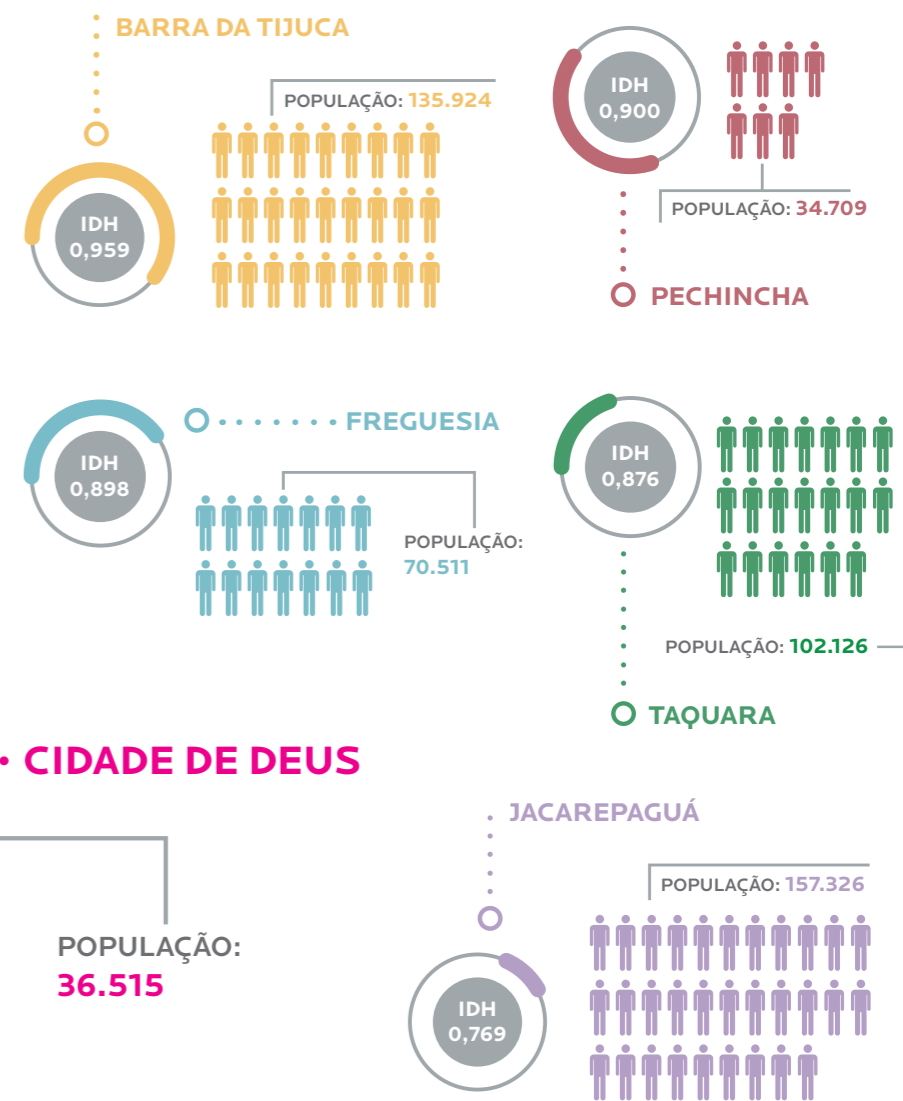 BARRA DA TIJUCA
POPULAÇÃO: 135.924
IDH
0,959
IDH
0,900
POPULAÇÃO: 34.709
PECHINCHA
FREGUESIA
IDH
0,898
POPULAÇÃO:
70.511
IDH
0,876
POPULAÇÃO: 102.126
TAQUARA
CIDADE DE DEUS
POPULAÇÃO:
36.515
JACAREPAGUÁ
POPULAÇÃO: 157.326
IDH
0,769